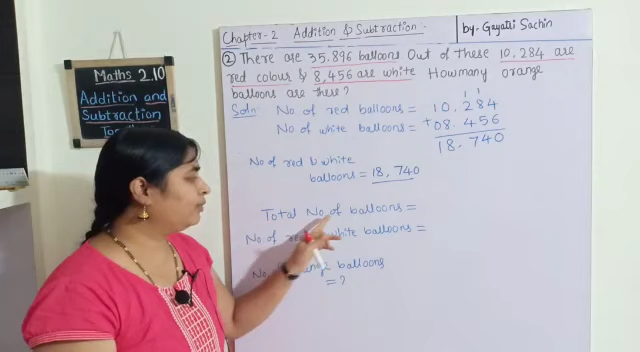 Chapter-2 Addition & Subtraction
by- Gayatri Sachin
② There are 35,896 balloons Out of these 10,284 are
red colour & 8,456 are white Howmany orange
balloons are these?
Maths 2.10
Addition and
Subtraction
Soln No of red balloons = 10,284
No of white balloons = + 08,456
18,740
No of red & white
balloons = 18,740
Total No of balloons =
No of white balloons =
balloons
= ?